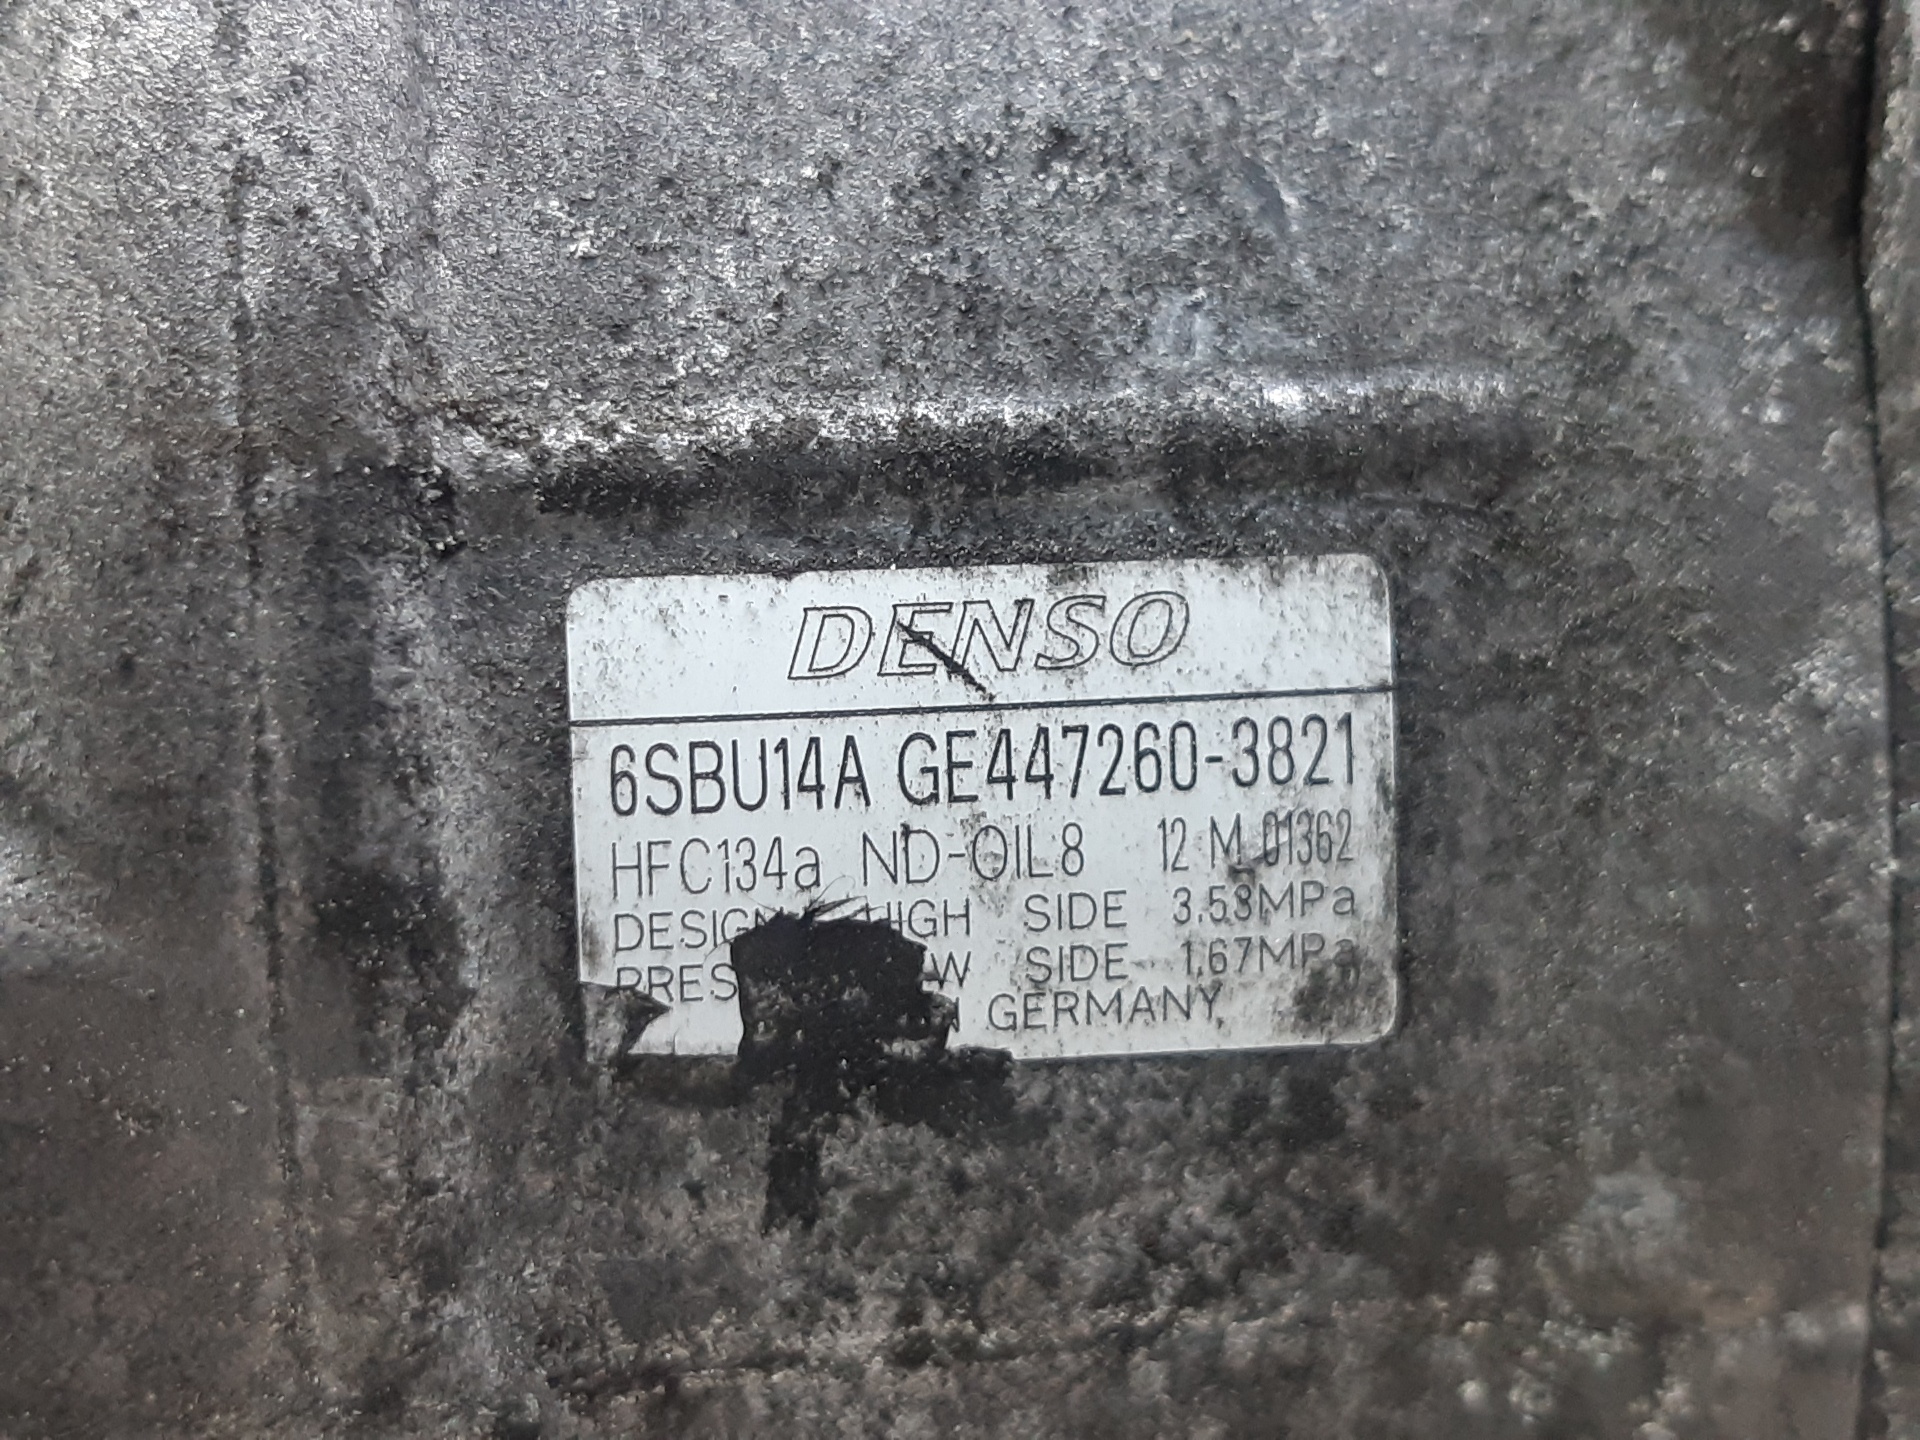 DENSO
6SBU14A GE447260-3821
HFC134a ND-OIL8 12 M 01362
HIGH SIDE 3.53MPa
SIDE 1.67MPa
GERMANY